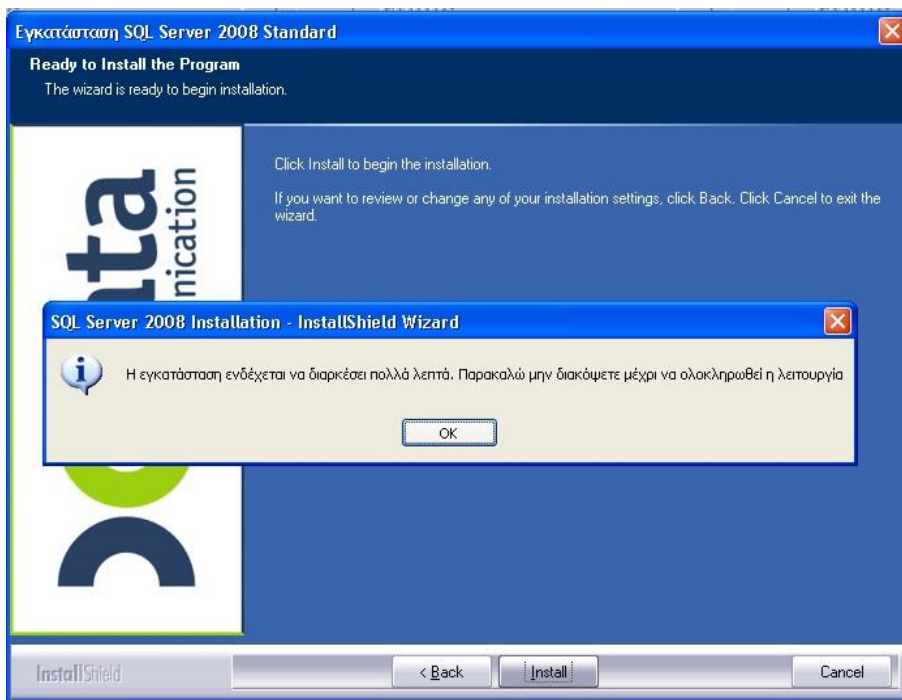 Εγκατάσταση SQL Server 2008 Standard
Ready to Install the Program
The wizard is ready to begin installation.
Click Install to begin the installation.
If you want to review or change any of your installation settings, click Back. Click Cancel to exit the
wizard.
SQL Server 2008 Installation - InstallShield Wizard
Η εγκατάσταση ενδέχεται να διαρκέσει πολλά λεπτά. Παρακαλώ μην διακόψετε μέχρι να ολοκληρωθεί η λειτουργία
OK
InstallShield
< Back
Install
Cancel